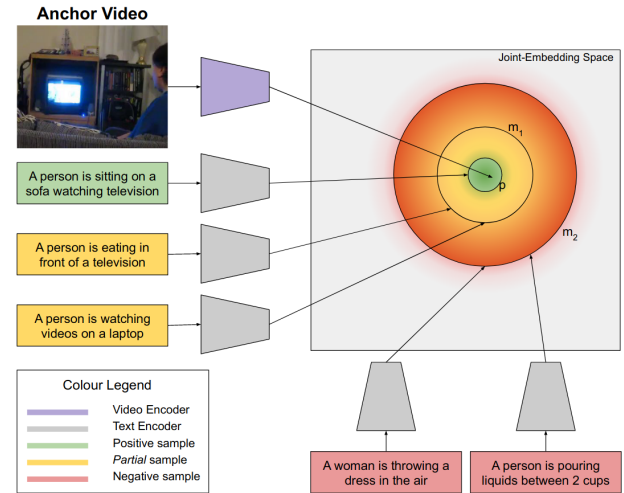 Anchor Video
Joint-Embedding Space
m1
p
m2
A person is sitting on a
sofa watching television
A person is eating in
front of a television
A person is watching
videos on a laptop
Colour Legend
Video Encoder
Text Encoder
Positive sample
Partial sample
Negative sample
A woman is throwing a
dress in the air
A person is pouring
liquids between 2 cups